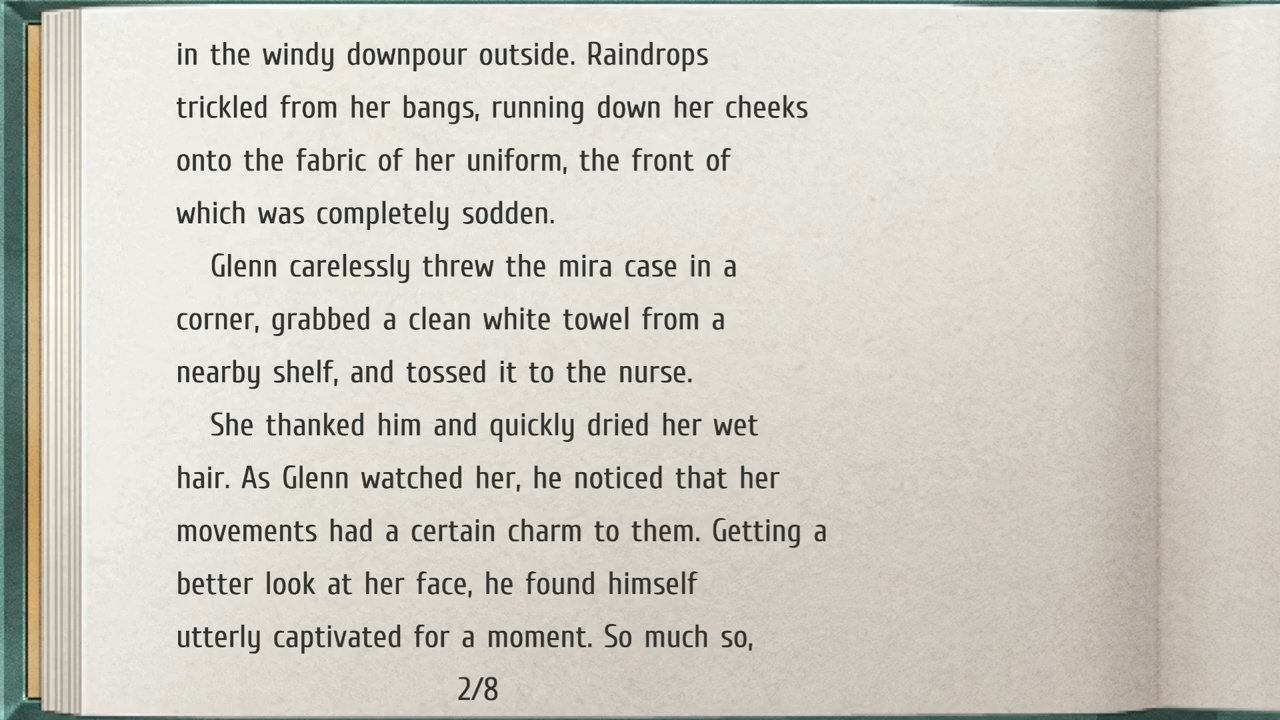 in the windy downpour outside. Raindrops
trickled from her bangs, running down her cheeks
onto the fabric of her uniform, the front of
which was completely sodden.
Glenn carelessly threw the mira case in a
corner, grabbed a clean white towel from a
nearby shelf, and tossed it to the nurse.
She thanked him and quickly dried her wet
hair. As Glenn watched her, he noticed that her
movements had a certain charm to them. Getting a
better look at her face, he found himself
utterly captivated for a moment. So much so,
2/8